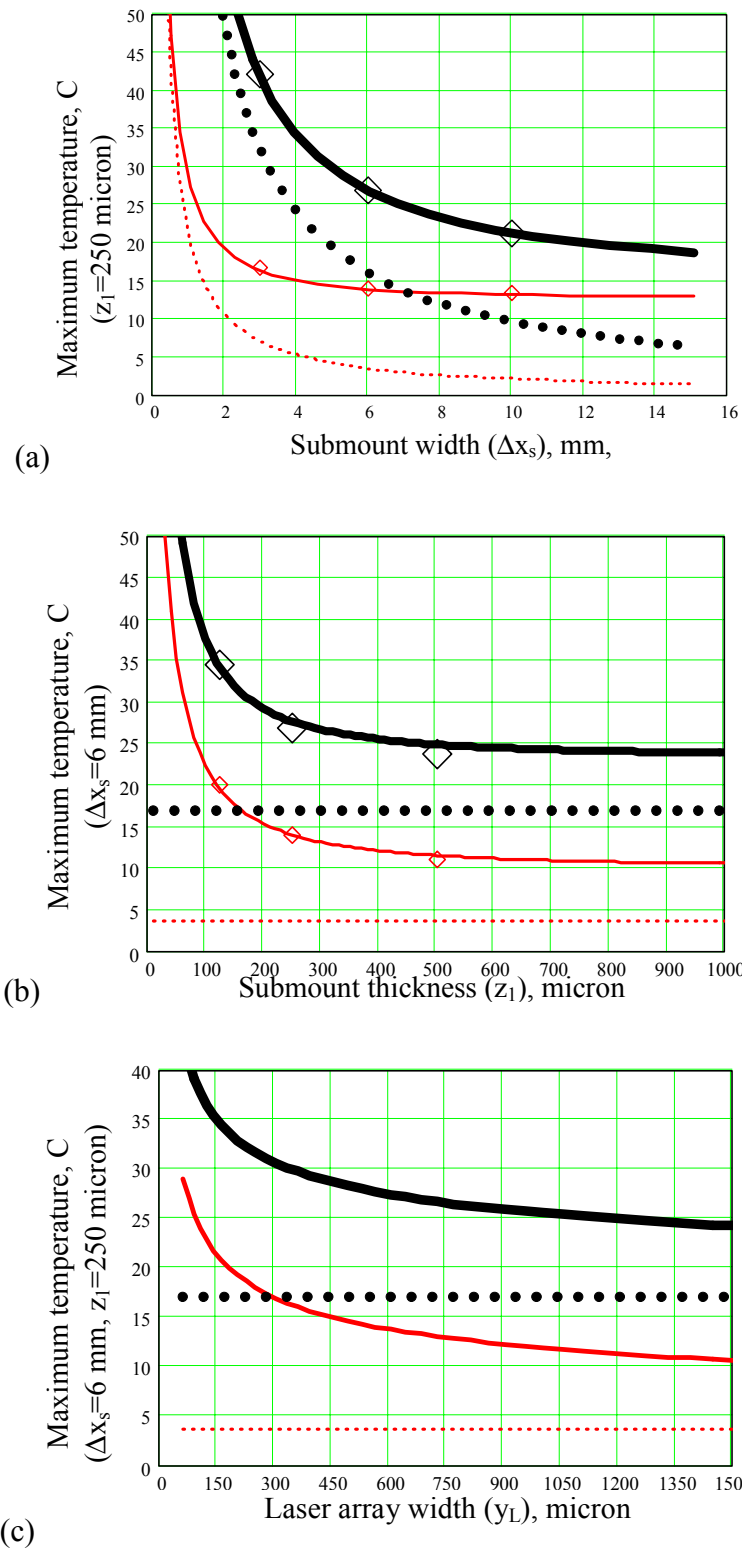 50
45
40
35
30
25
20
15
10
5
0
Maximum temperature, C
(z₁=250 micron)
0 2 4 6 8 10 12 14 16
Submount width (Δxₛ), mm,
(a)
50
45
40
35
30
25
20
15
10
5
0
Maximum temperature, C
(Δxₛ=6 mm)
0 100 200 300 400 500 600 700 800 900 1000
Submount thickness (z₁), micron
(b)
40
35
30
25
20
15
10
5
0
Maximum temperature, C
(Δxₛ=6 mm, z₁=250 micron)
0 150 300 450 600 750 900 1050 1200 1350 150
Laser array width (y_L), micron
(c)